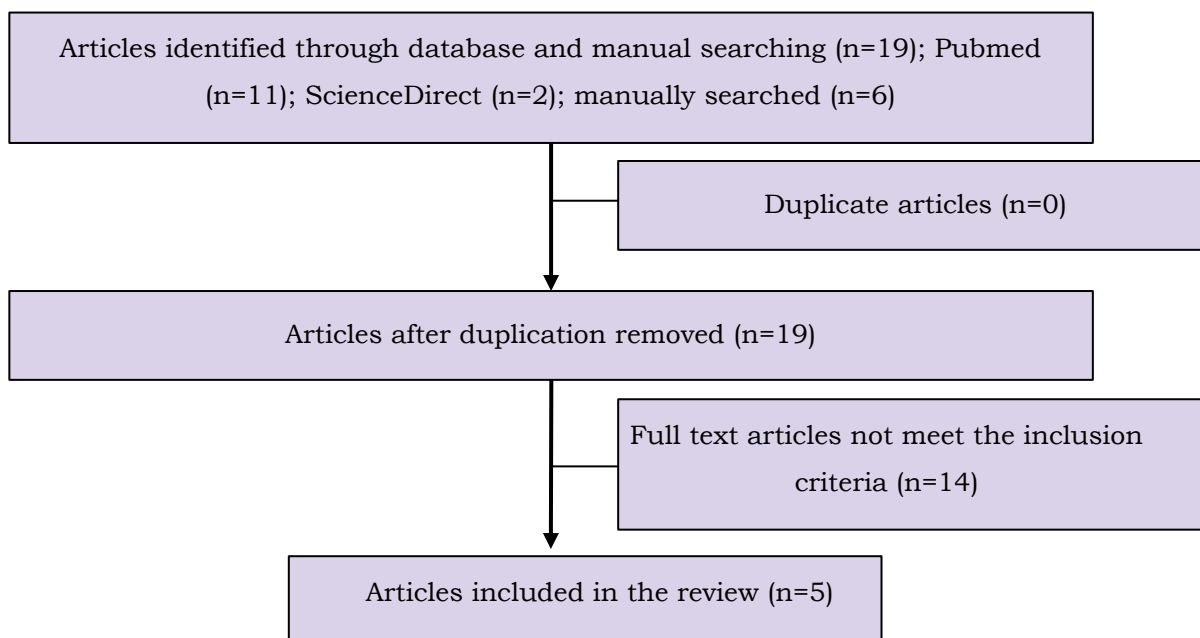 Articles identified through database and manual searching (n=19); Pubmed
(n=11); ScienceDirect (n=2); manually searched (n=6)
Duplicate articles (n=0)
Articles after duplication removed (n=19)
Full text articles not meet the inclusion
criteria (n=14)
Articles included in the review (n=5)